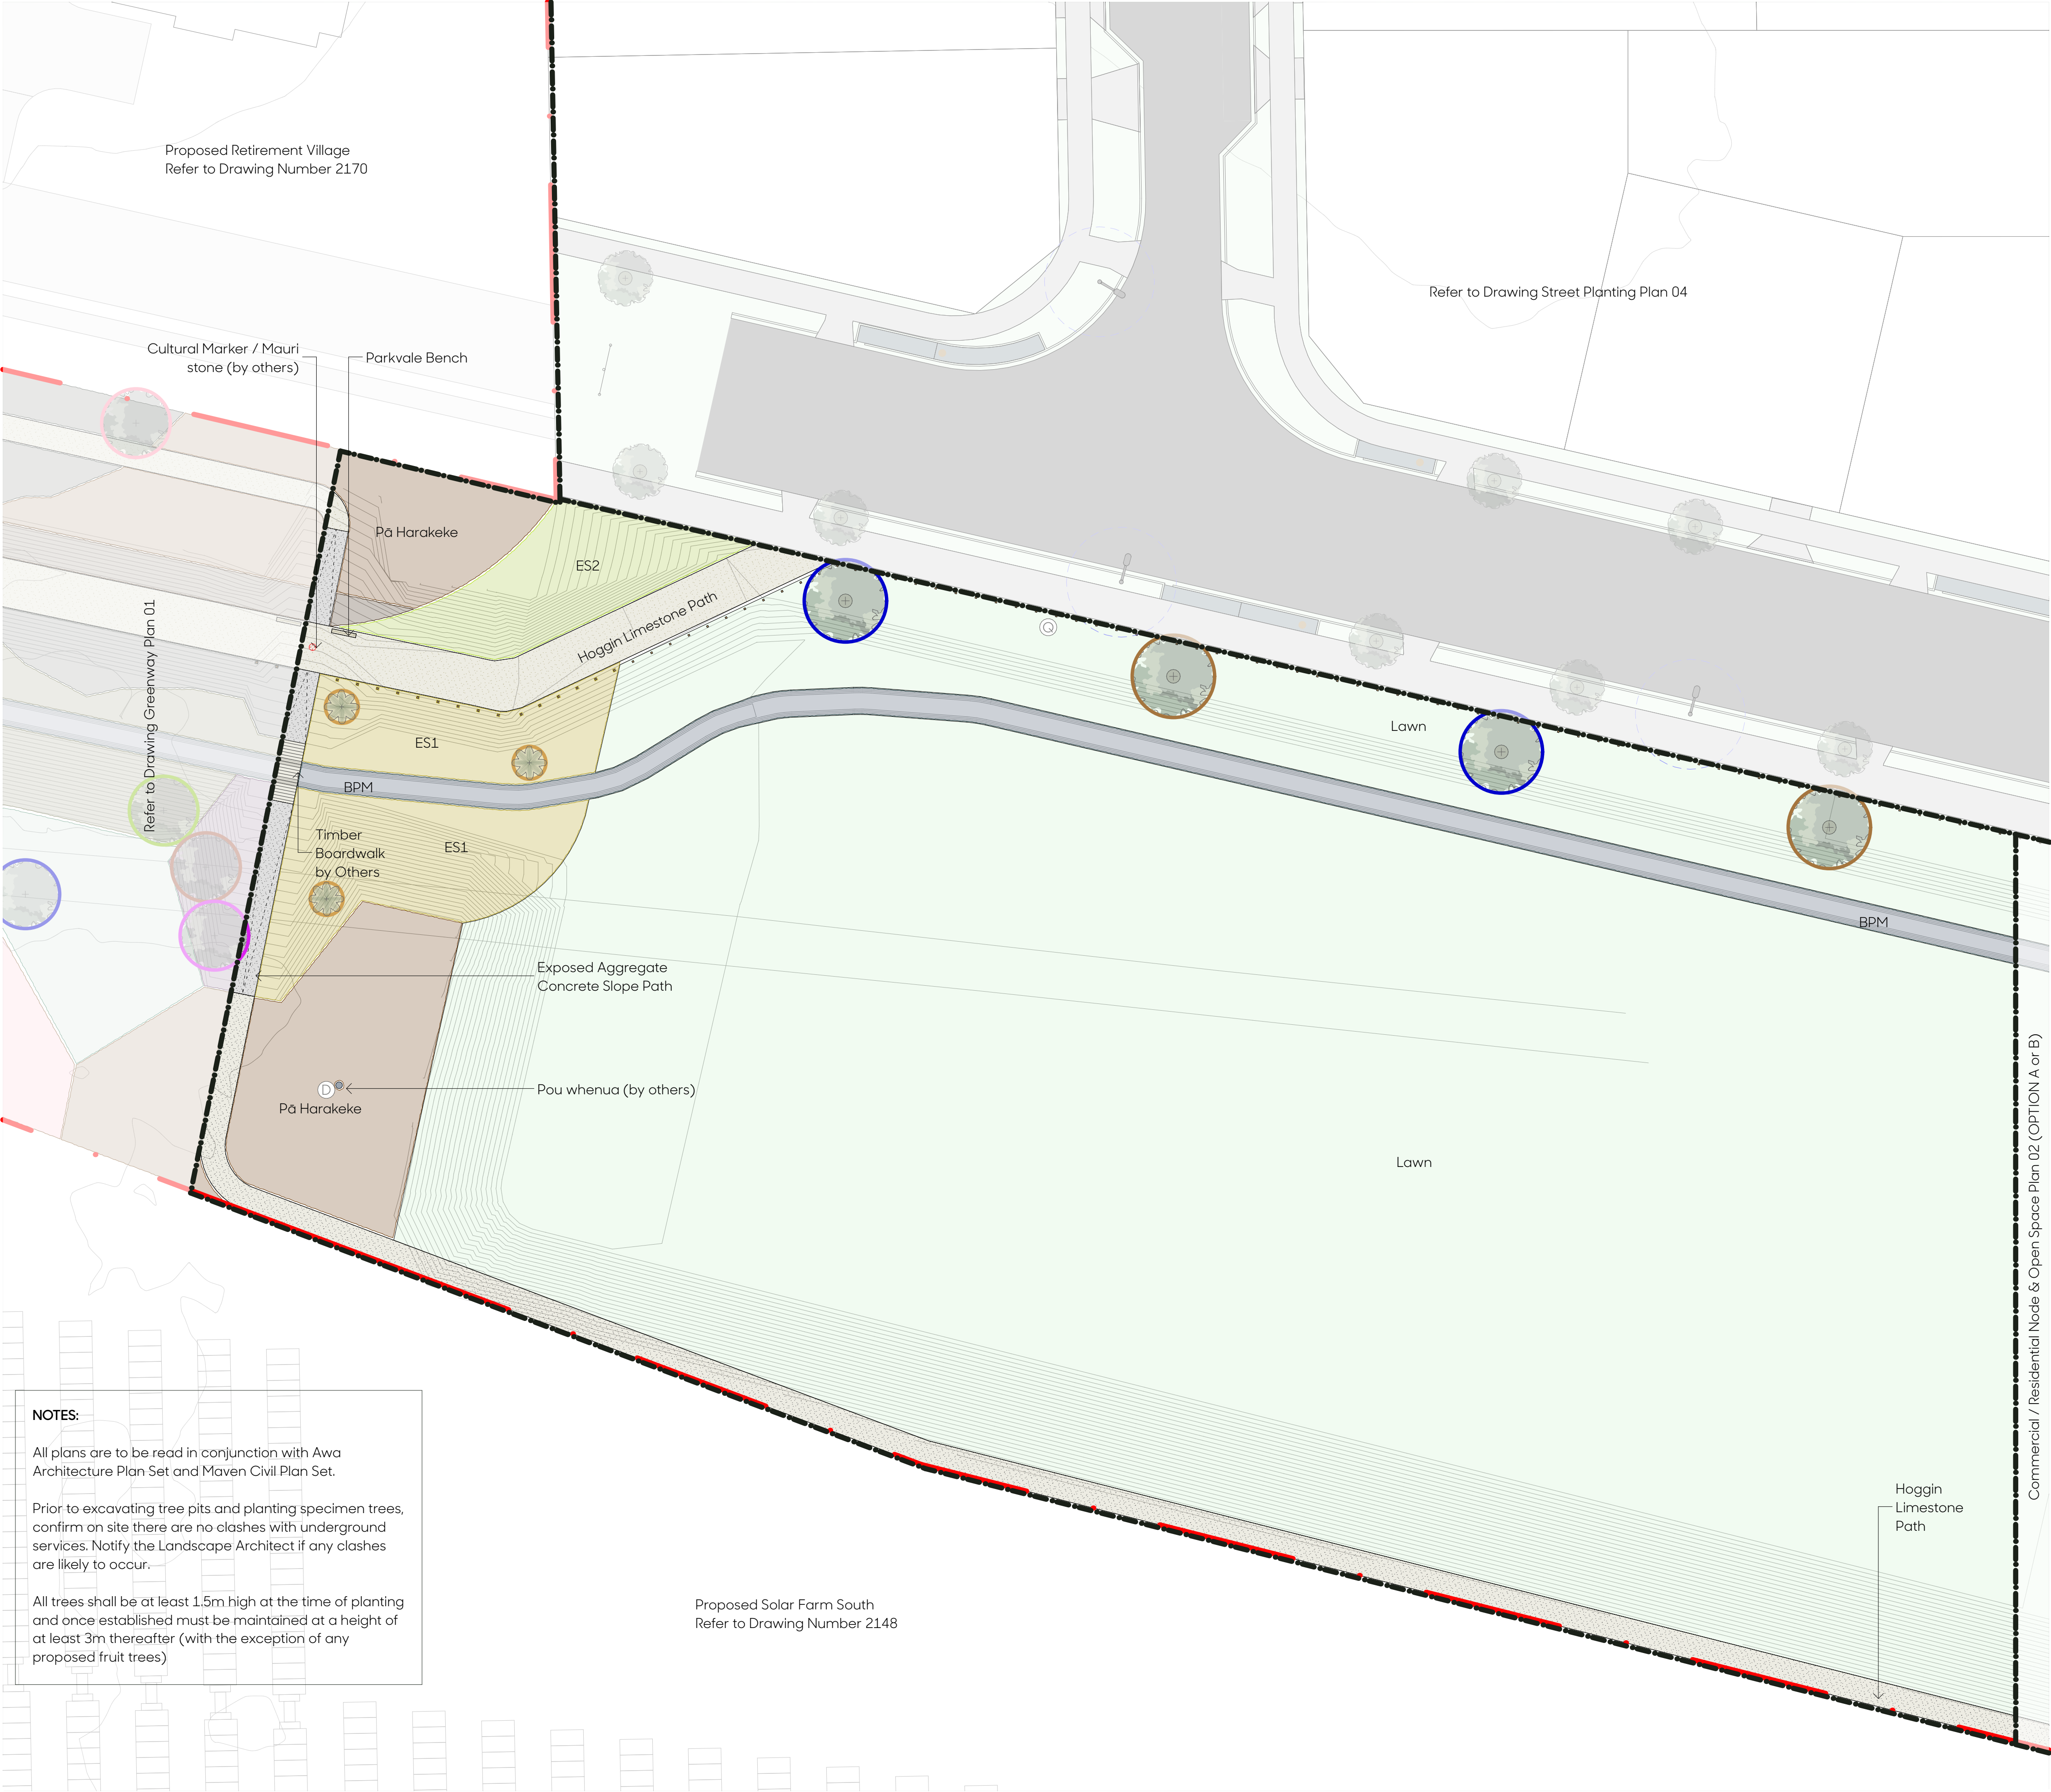 Proposed Retirement Village
Refer to Drawing Number 2170
Refer to Drawing Street Planting Plan 04
Cultural Marker / Mauri
stone (by others)
Parkvale Bench
Pā Harakeke
ES2
Hoggin Limestone Path
Q
Refer to Drawing Greenway Plan 01
ES1
Lawn
BPM
Timber
Boardwalk
by Others
ES1
BPM
Exposed Aggregate
Concrete Slope Path
D
Pou whenua (by others)
Pā Harakeke
Lawn
Commercial / Residential Node & Open Space Plan 02 (OPTION A or B)
NOTES:
All plans are to be read in conjunction with Awa
Architecture Plan Set and Maven Civil Plan Set.
Prior to excavating tree pits and planting specimen trees,
confirm on site there are no clashes with underground
services. Notify the Landscape Architect if any clashes
are likely to occur.
All trees shall be at least 1.5m high at the time of planting
and once established must be maintained at a height of
at least 3m thereafter (with the exception of any
proposed fruit trees)
Hoggin
Limestone
Path
Proposed Solar Farm South
Refer to Drawing Number 2148